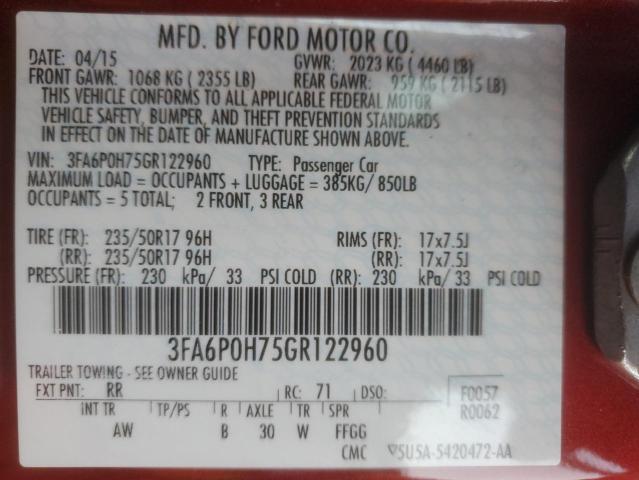 MFD. BY FORD MOTOR CO.
DATE: 04/15 GVWR: 2023 KG ( 4460 LB)
FRONT GAWR: 1068 KG ( 2355 LB) REAR GAWR: 959 KG ( 2115 LB)
THIS VEHICLE CONFORMS TO ALL APPLICABLE FEDERAL MOTOR
VEHICLE SAFETY, BUMPER, AND THEFT PREVENTION STANDARDS
IN EFFECT ON THE DATE OF MANUFACTURE SHOWN ABOVE.
VIN: 3FA6P0H75GR122960 TYPE: Passenger Car
MAXIMUM LOAD = OCCUPANTS + LUGGAGE = 385KG/ 850LB
OCCUPANTS = 5 TOTAL; 2 FRONT, 3 REAR
TIRE (FR): 235/50R17 96H RIMS (FR): 17x7.5J
(RR): 235/50R17 96H (RR): 17x7.5J
PRESSURE (FR): 230 kPa/ 33 PSI COLD (RR): 230 kPa/ 33 PSI COLD
3FA6P0H75GR122960
TRAILER TOWING - SEE OWNER GUIDE
EXT PNT: RR RC: 71 DSO: F0057
R0062
INT TR TP/PS R AXLE TR SPR
AW B 30 W FFGG
CMC 5U5A-5420472-AA